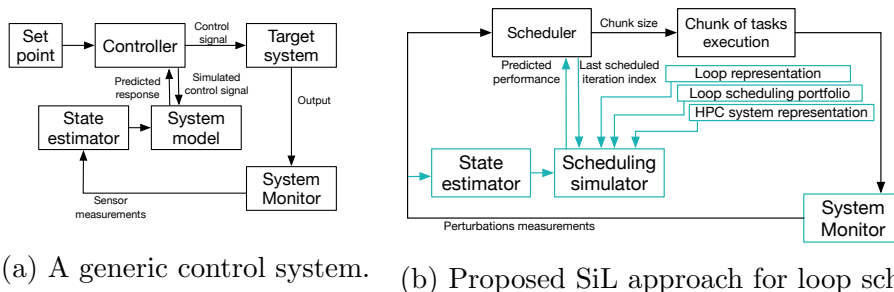 Set
point
Controller
Control
signal
Target
system
Predicted
response
Simulated
control signal
Output
State
estimator
System
model
System
Monitor
Sensor
measurements
(a) A generic control system.
Scheduler
Chunk size
Chunk of tasks
execution
Predicted
performance
Last scheduled
iteration index
Loop representation
Loop scheduling portfolio
HPC system representation
State
estimator
Scheduling
simulator
System
Monitor
Perturbations measurements
(b) Proposed SiL approach for loop sch